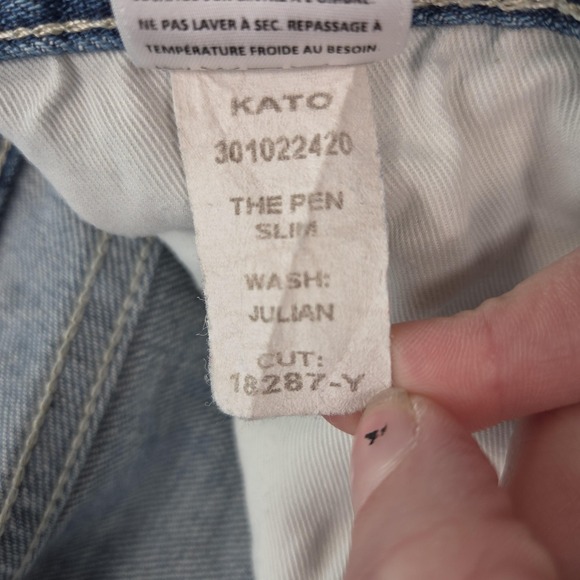 NE PAS LAVER À SEC. REPASSAGE À
TEMPÉRATURE FROIDE AU BESOIN
KATO
301022420
THE PEN
SLIM
WASH:
JULIAN
CUT:
18287-Y